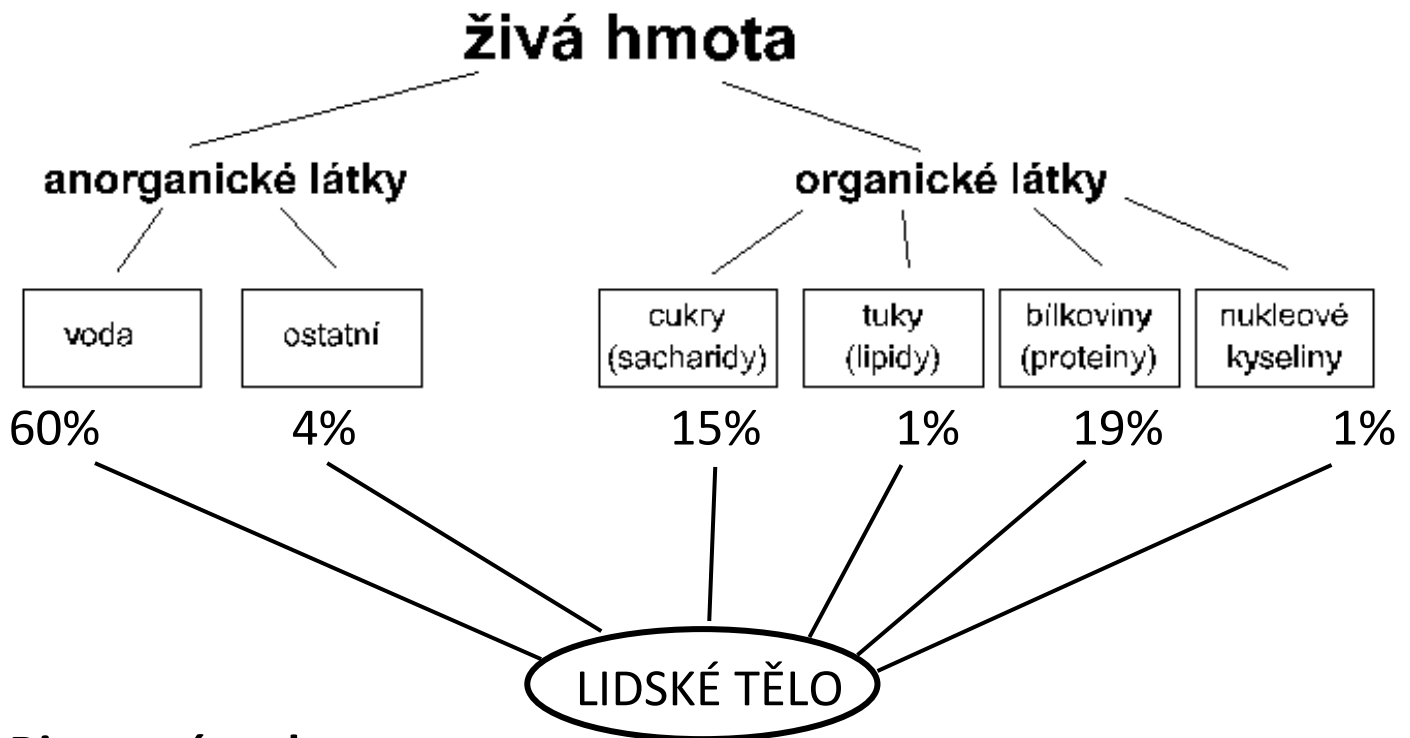 živá hmota
anorganické látky
organické látky
voda
ostatní
cukry
(sacharidy)
tuky
(lipidy)
bílkoviny
(proteiny)
nukleové
kyseliny
60%
4%
15%
1%
19%
1%
LIDSKÉ TĚLO